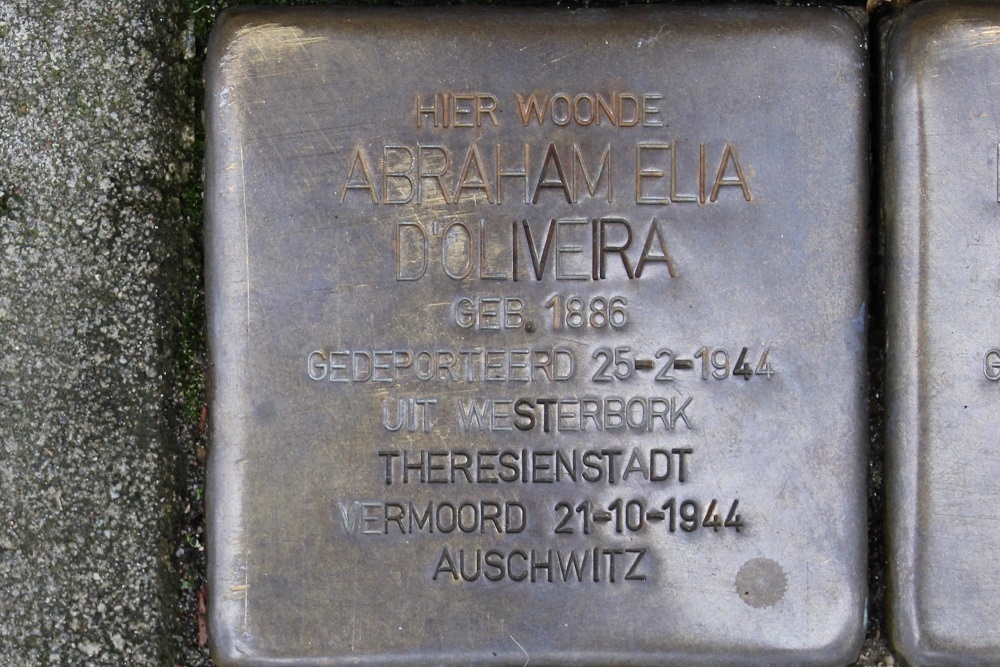 HIER WOONDE
ABRAHAM ELIA
D'OLIVEIRA
GEB. 1886
GEDEPORTEERD 25-2-1944
UIT WESTERBORK
THERESIENSTADT
VERMOORD 21-10-1944
AUSCHWITZ